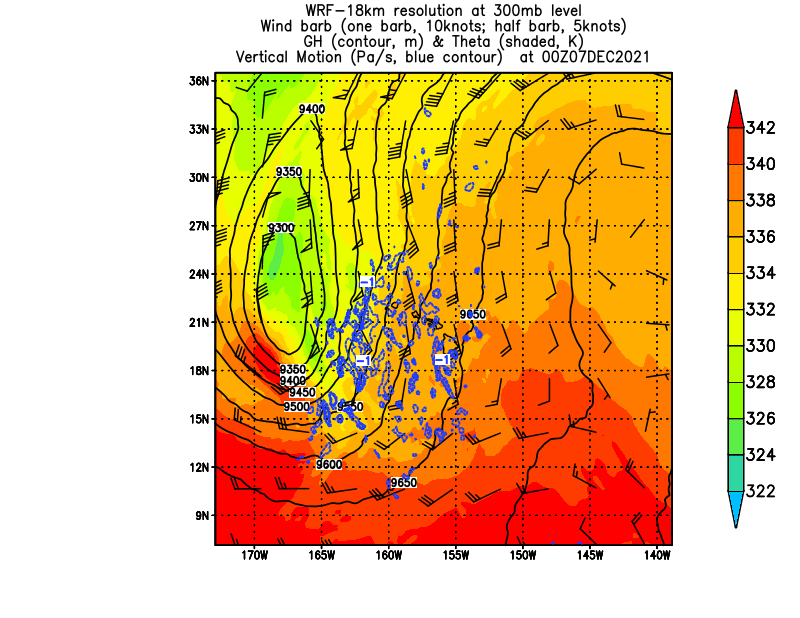 WRF-18km resolution at 300mb level
Wind barb (one barb, 10knots; half barb, 5knots)
GH (contour, m) & Theta (shaded, K)
Vertical Motion (Pa/s, blue contour) at 00Z07DEC2021
36N
9400
342
33N
340
9350
30N
338
27N
9300
336
24N
-1
334
332
21N
9650
330
18N
9350
-1
-1
9400
328
9450
9500
15N
326
9600
324
12N
9650
322
9N
170W 165W 160W 155W 150W 145W 140W